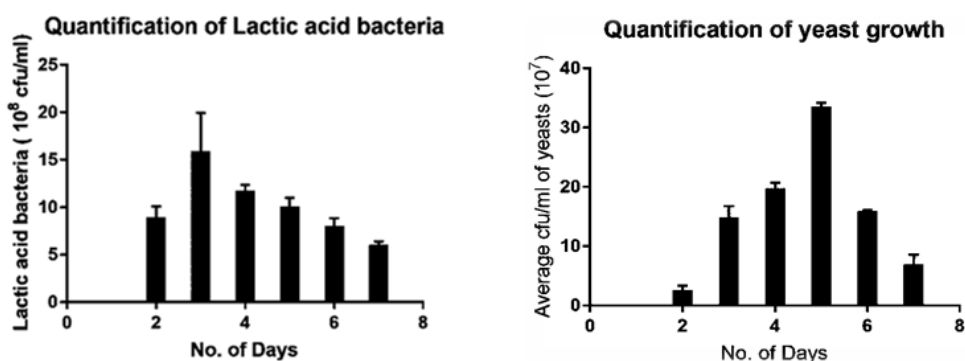 Quantification of Lactic acid bacteria
Lactic acid bacteria ( 10⁸ cfu/ml)
25
20
15
10
5
0
0 2 4 6 8
No. of Days
Quantification of yeast growth
Average cfu/ml of yeasts (10⁷)
40
30
20
10
0
0 2 4 6 8
No. of Days